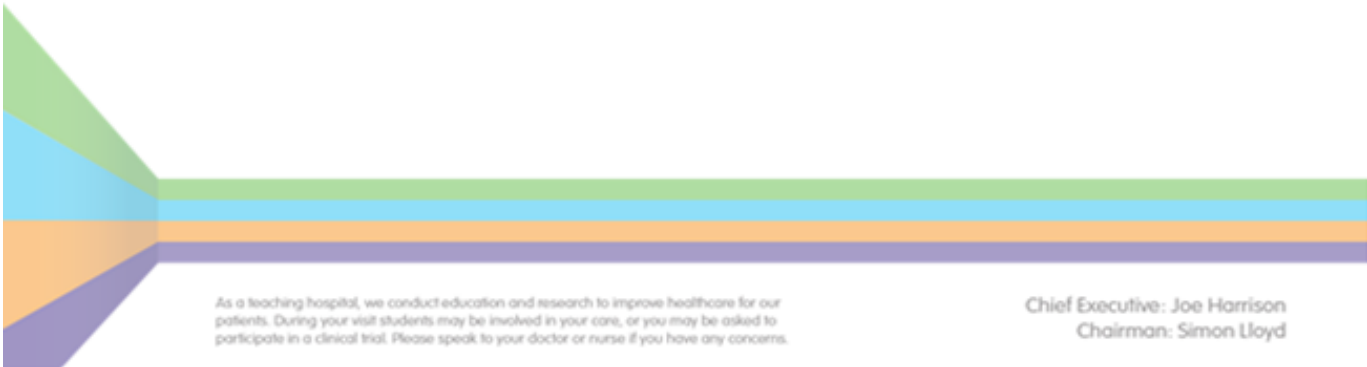 As a teaching hospital, we conduct education and research to improve healthcare for our
patients. During your visit students may be involved in your care, or you may be asked to
participate in a clinical trial. Please speak to your doctor or nurse if you have any concerns.
Chief Executive: Joe Harrison
Chairman: Simon Lloyd